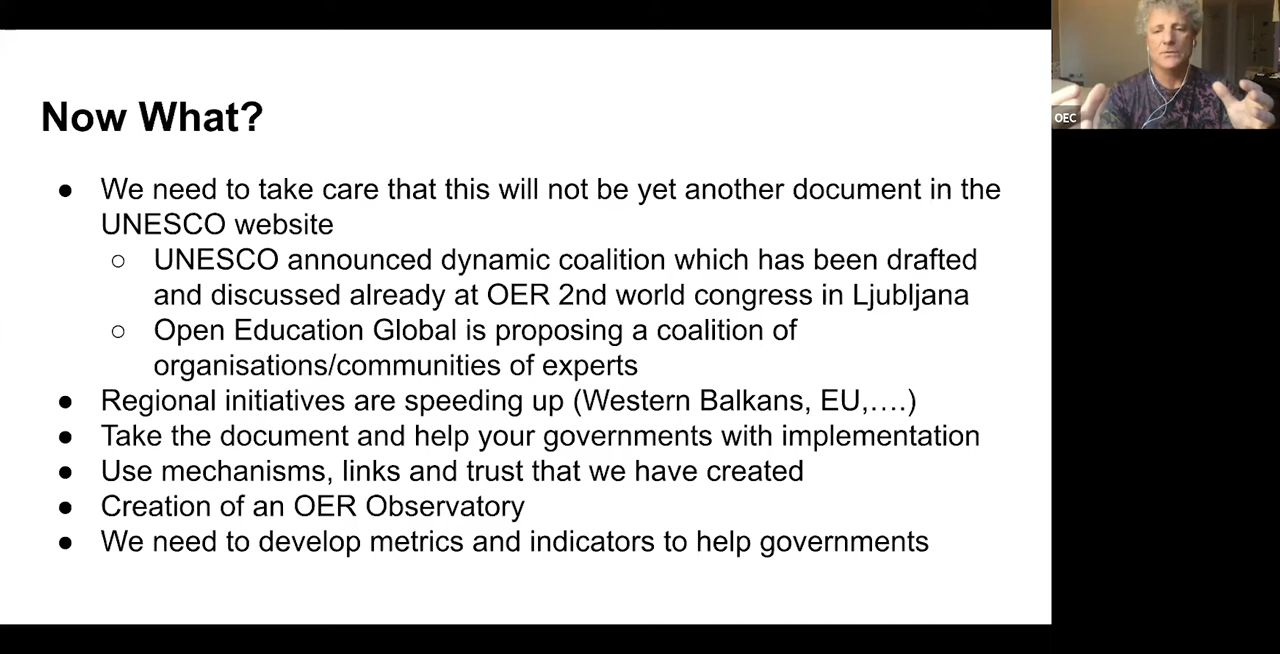 Now What?
● We need to take care that this will not be yet another document in the
UNESCO website
○ UNESCO announced dynamic coalition which has been drafted
and discussed already at OER 2nd world congress in Ljubljana
○ Open Education Global is proposing a coalition of
organisations/communities of experts
● Regional initiatives are speeding up (Western Balkans, EU,….)
● Take the document and help your governments with implementation
● Use mechanisms, links and trust that we have created
● Creation of an OER Observatory
● We need to develop metrics and indicators to help governments
OEC